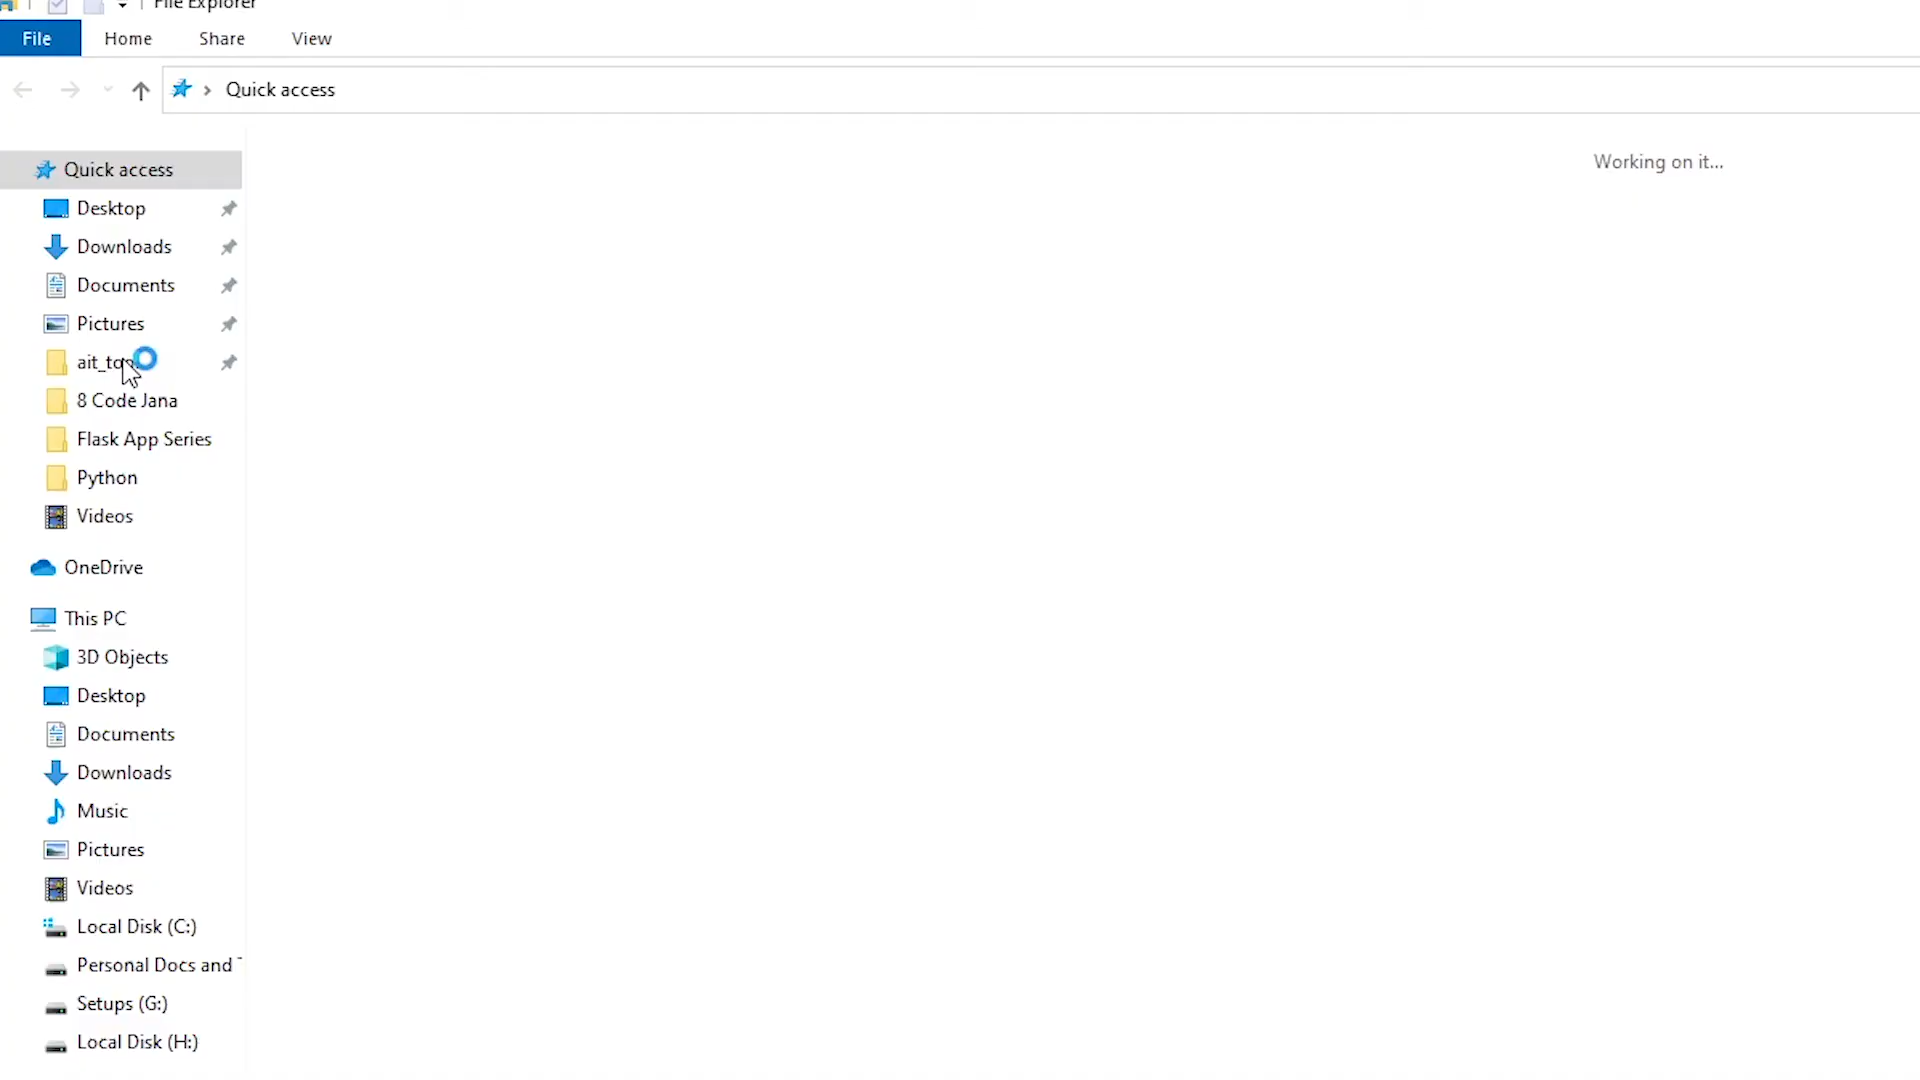 File Explorer
File Home Share View
Quick access
Working on it...
Quick access
Desktop
Downloads
Documents
Pictures
8 Code Jana
Flask App Series
Python
Videos
OneDrive
This PC
3D Objects
Desktop
Documents
Downloads
Music
Pictures
Videos
Local Disk (C:)
Personal Docs and
Setups (G:)
Local Disk (H:)